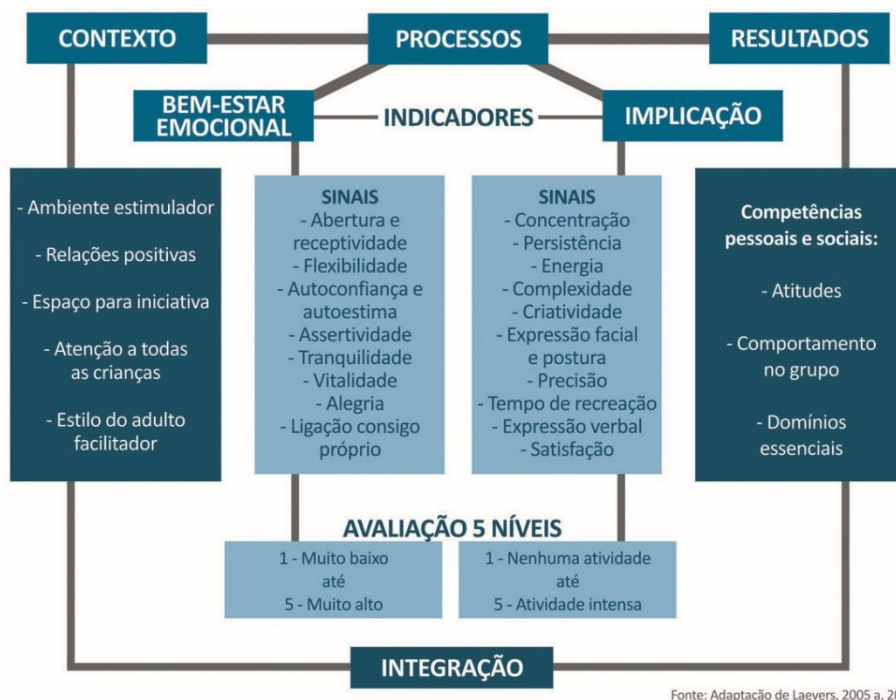 CONTEXTO
PROCESSOS
RESULTADOS
BEM-ESTAR
EMOCIONAL
INDICADORES
IMPLICAÇÃO
- Ambiente estimulador
- Relações positivas
- Espaço para iniciativa
- Atenção a todas
as crianças
- Estilo do adulto
facilitador
SINAIS
- Abertura e
receptividade
- Flexibilidade
- Autoconfiança e
autoestima
- Assertividade
- Tranquilidade
- Vitalidade
- Alegria
- Ligação consigo
próprio
SINAIS
- Concentração
- Persistência
- Energia
- Complexidade
- Criatividade
- Expressão facial
e postura
- Precisão
- Tempo de recreação
- Expressão verbal
- Satisfação
Competências
pessoais e sociais:
- Atitudes
- Comportamento
no grupo
- Domínios
essenciais
AVALIAÇÃO 5 NÍVEIS
1 - Muito baixo
até
5 - Muito alto
1 - Nenhuma atividade
até
5 - Atividade intensa
INTEGRAÇÃO
Fonte: Adaptação de Laevers, 2005 a,